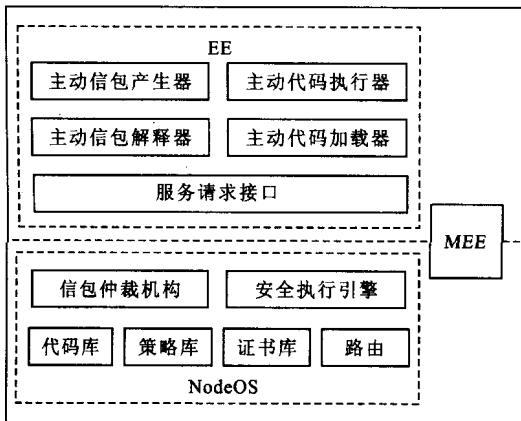 EE
主动信包产生器 主动代码执行器
主动信包解释器 主动代码加载器
服务请求接口
MEE
信包仲裁机构 安全执行引擎
代码库 策略库 证书库 路由
NodeOS